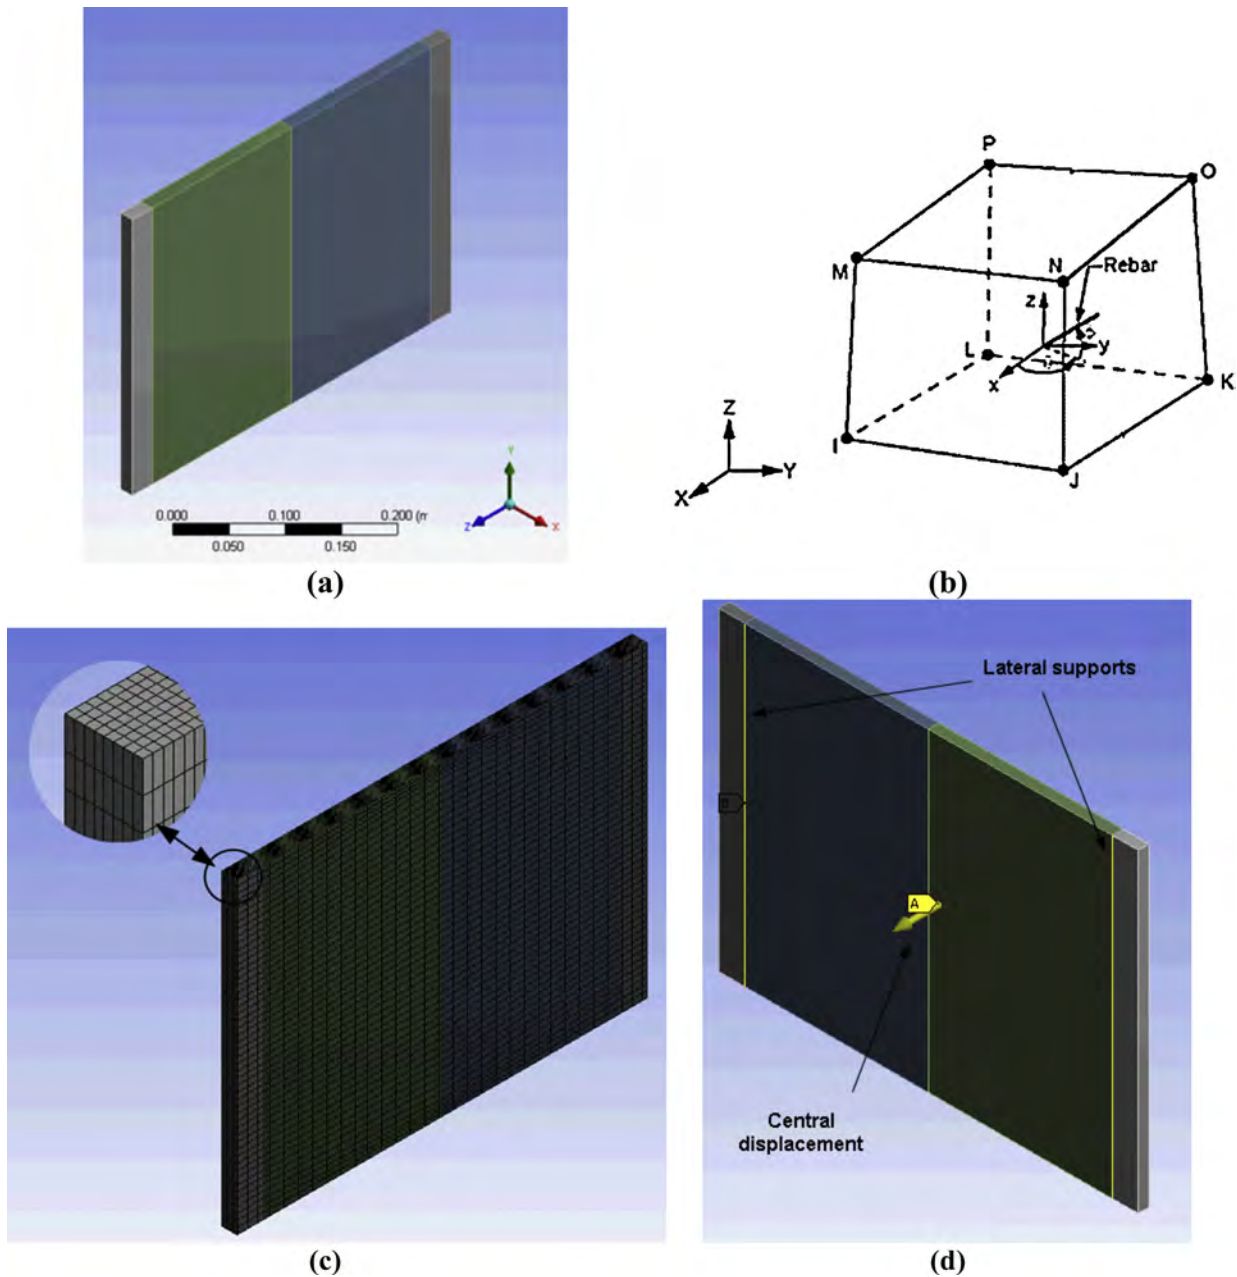 Y
Z
X
0.000
0.100
0.200 (m
0.050
0.150
(a)
P
O
M
N
Rebar
z
L
y
x
K
Z
I
Y
X
J
(b)
(c)
Lateral supports
A
Central
displacement
(d)